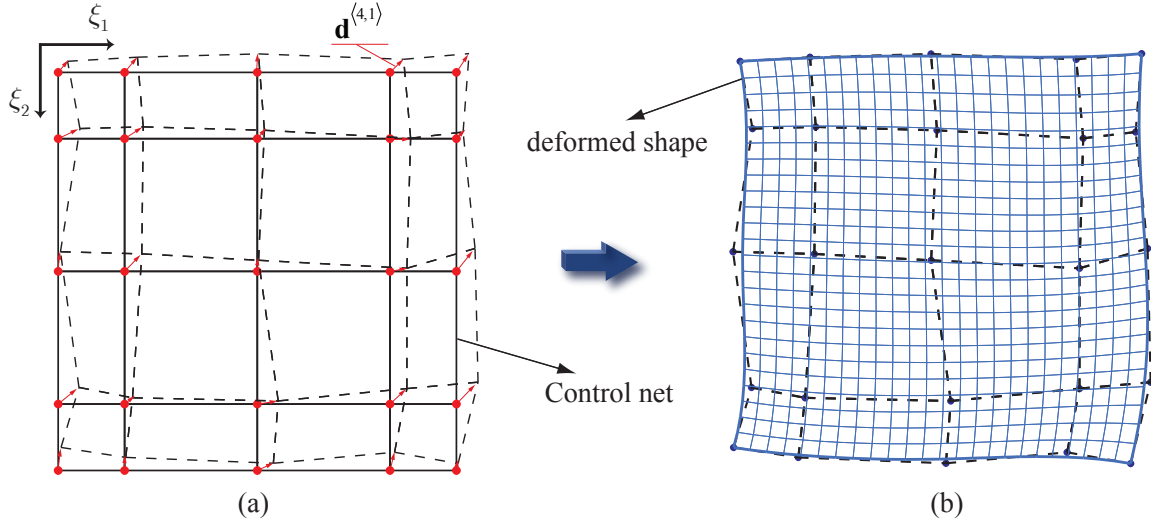 ξ₁
d⟨4,1⟩
ξ₂
deformed shape
Control net
(a)
(b)